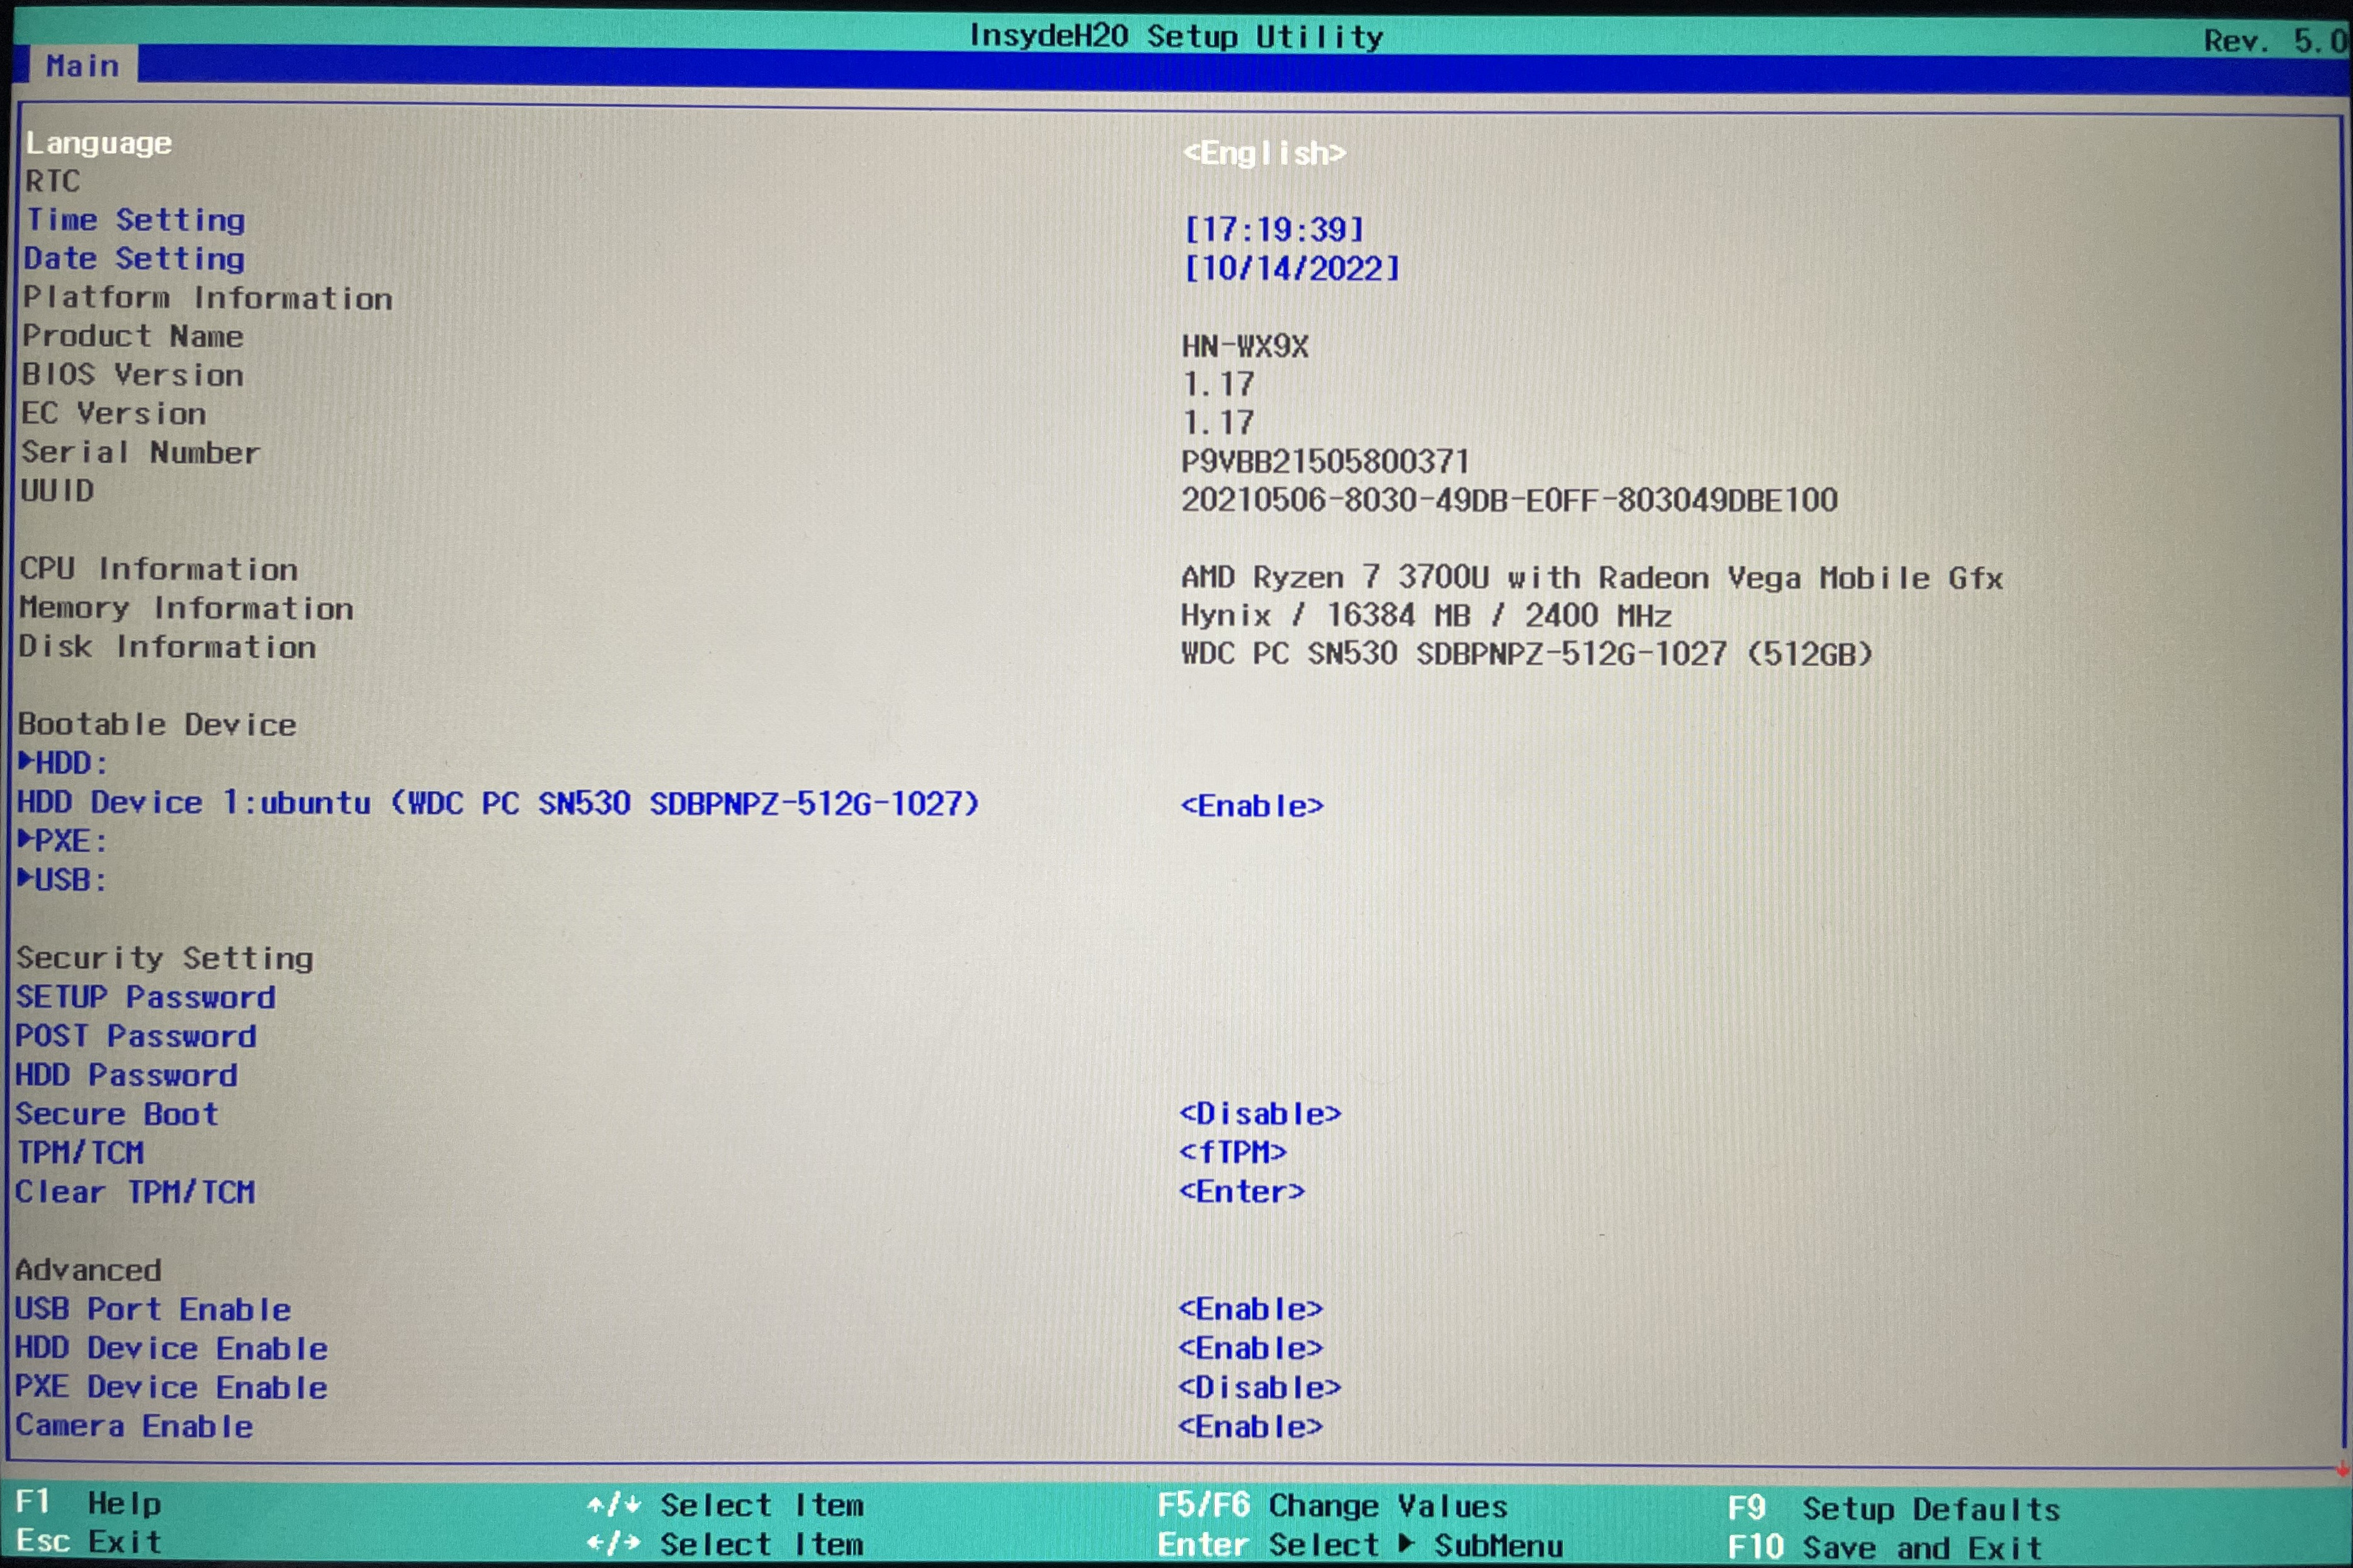 InsydeH20 Setup Utility Rev. 5.0
Main
Language <English>
RTC
Time Setting [17:19:39]
Date Setting [10/14/2022]
Platform Information
Product Name HN-WX9X
BIOS Version 1.17
EC Version 1.17
Serial Number P9VBB21505800371
UUID 20210506-8030-49DB-E0FF-803049DBE100
CPU Information AMD Ryzen 7 3700U with Radeon Vega Mobile Gfx
Memory Information Hynix / 16384 MB / 2400 MHz
Disk Information WDC PC SN530 SDBPNPZ-512G-1027 (512GB)
Bootable Device
▶HDD:
HDD Device 1:ubuntu (WDC PC SN530 SDBPNPZ-512G-1027) <Enable>
▶PXE:
▶USB:
Security Setting
SETUP Password
POST Password
HDD Password
Secure Boot <Disable>
TPM/TCM <fTPM>
Clear TPM/TCM <Enter>
Advanced
USB Port Enable <Enable>
HDD Device Enable <Enable>
PXE Device Enable <Disable>
Camera Enable <Enable>
F1 Help ↑/↓ Select Item F5/F6 Change Values F9 Setup Defaults
Esc Exit ←/→ Select Item Enter Select ▶ SubMenu F10 Save and Exit